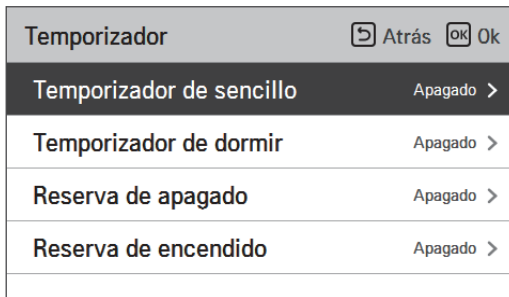 Temporizador Atrás OK Ok
Temporizador de sencillo Apagado >
Temporizador de dormir Apagado >
Reserva de apagado Apagado >
Reserva de encendido Apagado >